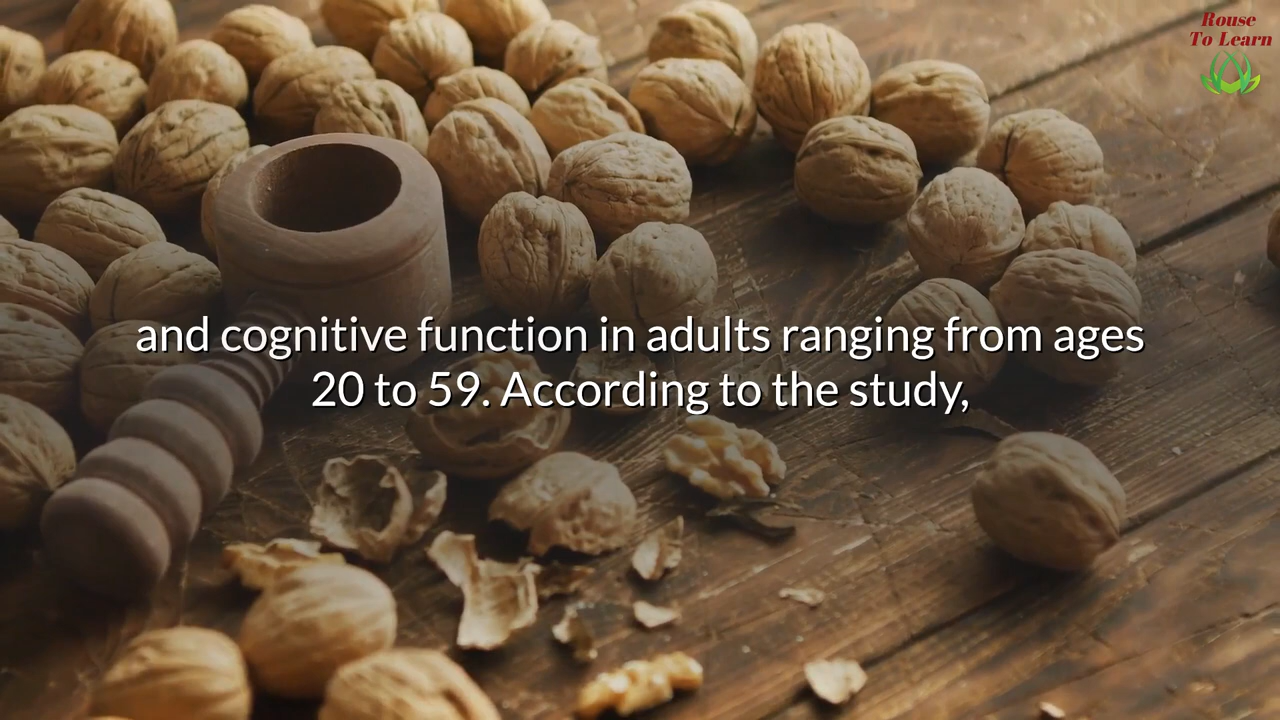 Rouse
To Learn
and cognitive function in adults ranging from ages
20 to 59. According to the study,